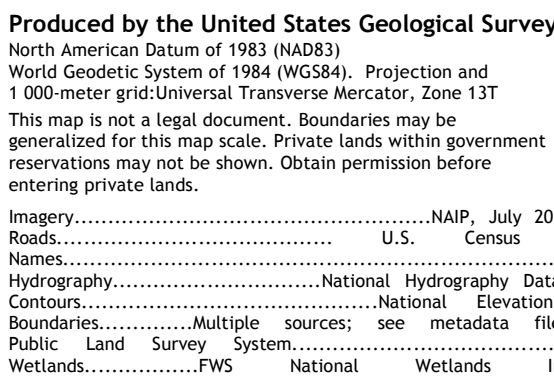 Produced by the United States Geological Survey
North American Datum of 1983 (NAD83)
World Geodetic System of 1984 (WGS84). Projection and
1 000-meter grid:Universal Transverse Mercator, Zone 13T
This map is not a legal document. Boundaries may be
generalized for this map scale. Private lands within government
reservations may not be shown. Obtain permission before
entering private lands.
Imagery....................................................NAIP, July
Roads........................................ U.S. Census
Names......................................................................
Hydrography..............................National Hydrography
Contours...........................................National Elevation
Boundaries..............Multiple sources; see metadata
Public Land Survey System......................................
Wetlands.................FWS National Wetlands